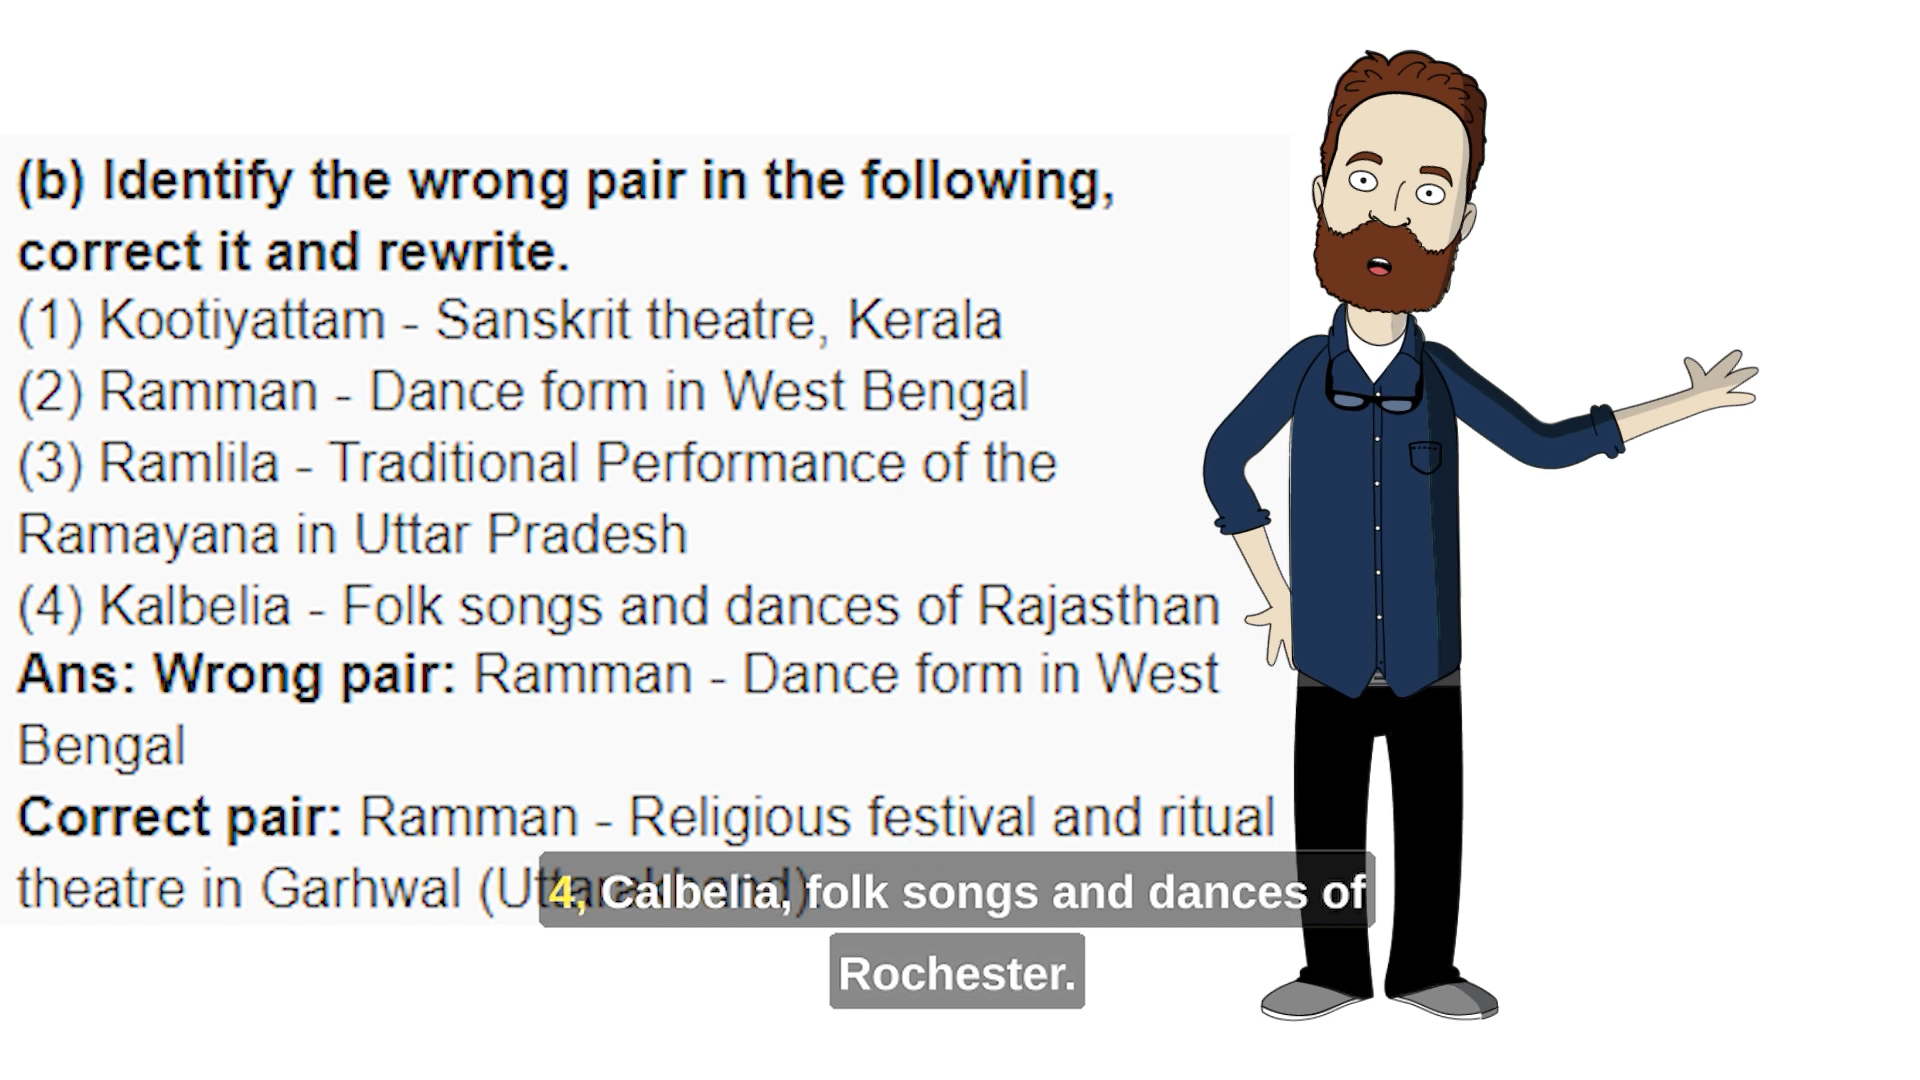 (b) Identify the wrong pair in the following,
correct it and rewrite.
(1) Kootiyattam - Sanskrit theatre, Kerala
(2) Ramman - Dance form in West Bengal
(3) Ramlila - Traditional Performance of the
Ramayana in Uttar Pradesh
(4) Kalbelia - Folk songs and dances of Rajasthan
Ans: Wrong pair: Ramman - Dance form in West
Bengal
Correct pair: Ramman - Religious festival and ritual
theatre in Garhwal (Uttarakhand)
4, Calbelia, folk songs and dances of
Rochester.